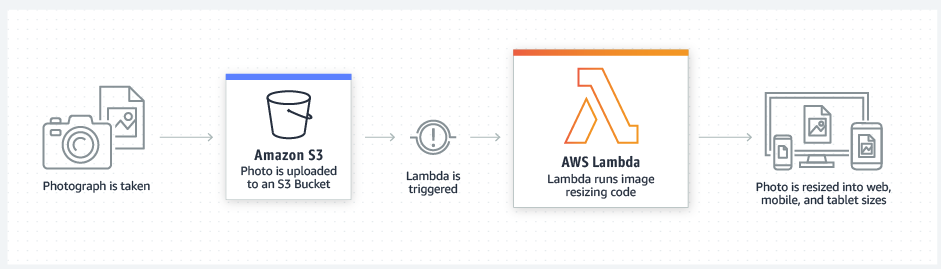 Photograph is taken
Amazon S3
Photo is uploaded
to an S3 Bucket
Lambda is
triggered
AWS Lambda
Lambda runs image
resizing code
Photo is resized into web,
mobile, and tablet sizes